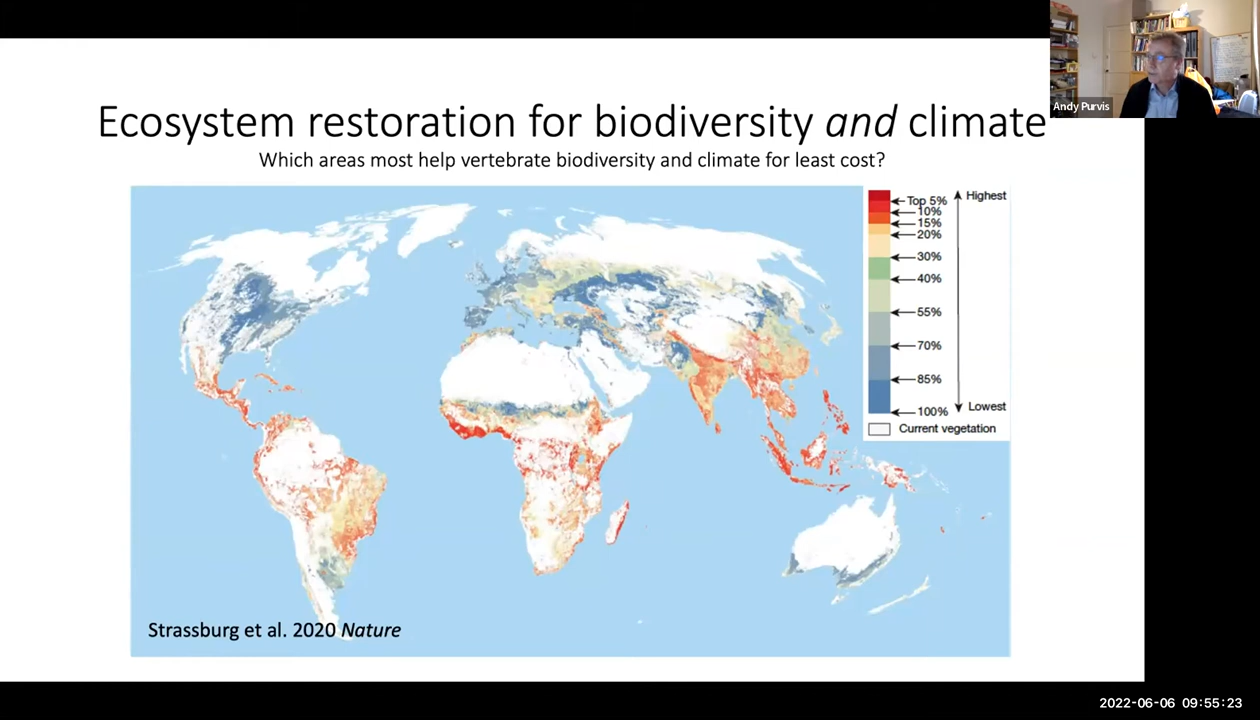 Ecosystem restoration for biodiversity and climate
Which areas most help vertebrate biodiversity and climate for least cost?
Andy Purvis
Top 5%
10%
15%
20%
30%
40%
55%
70%
85%
100%
Highest
Lowest
Current vegetation
Strassburg et al. 2020 Nature
2022-06-06 09:55:23